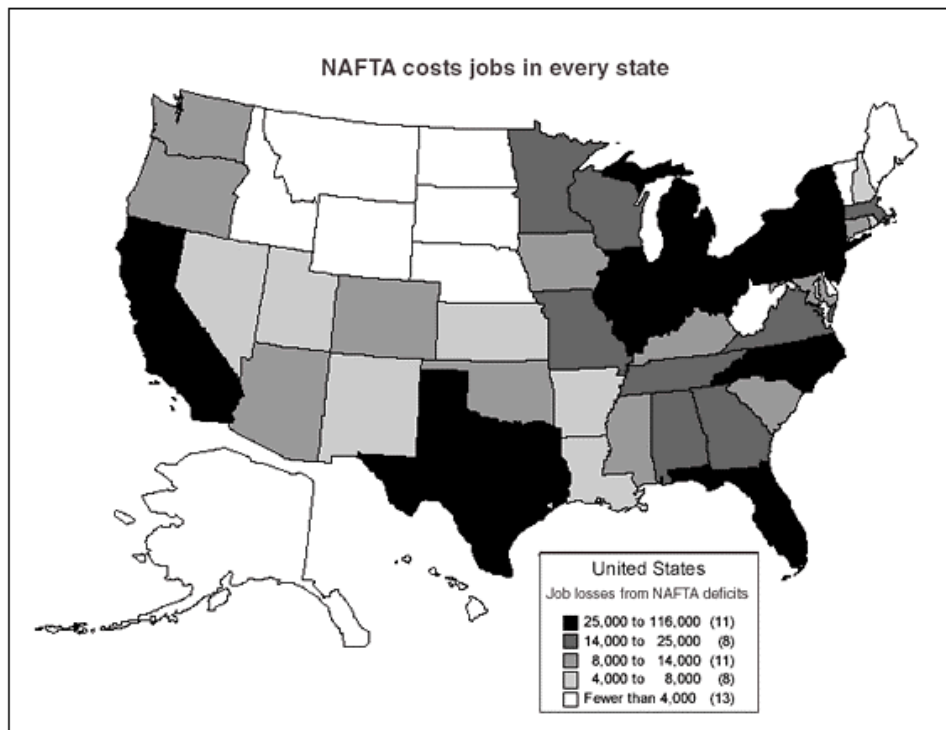 NAFTA costs jobs in every state
United States
Job losses from NAFTA deficits
25,000 to 116,000 (11)
14,000 to 25,000 (8)
8,000 to 14,000 (11)
4,000 to 8,000 (8)
Fewer than 4,000 (13)